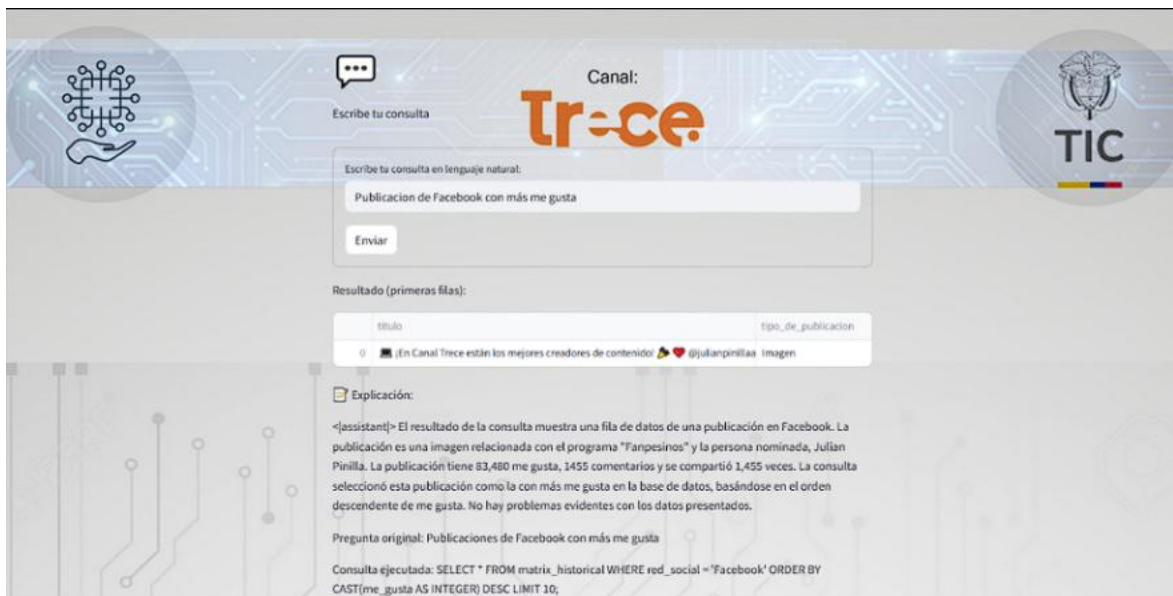 Canal:
Trece
TIC
Escribe tu consulta
Escribe tu consulta en lenguaje natural:
Publicacion de Facebook con más me gusta
Enviar
Resultado (primeras filas):
titulo tipo_de_publicacion
0 💻 ¡En Canal Trece están los mejores creadores de contenido! 🎉 ❤️ @julianpinillaa Imagen
📝 Explicación:
<|assistant|> El resultado de la consulta muestra una fila de datos de una publicación en Facebook. La
publicación es una imagen relacionada con el programa "Fanpesinos" y la persona nominada, Julian
Pinilla. La publicación tiene 83,480 me gusta, 1455 comentarios y se compartió 1,455 veces. La consulta
seleccionó esta publicación como la con más me gusta en la base de datos, basándose en el orden
descendente de me gusta. No hay problemas evidentes con los datos presentados.
Pregunta original: Publicaciones de Facebook con más me gusta
Consulta ejecutada: SELECT * FROM matrix_historical WHERE red_social = 'Facebook' ORDER BY
CAST(me_gusta AS INTEGER) DESC LIMIT 10;